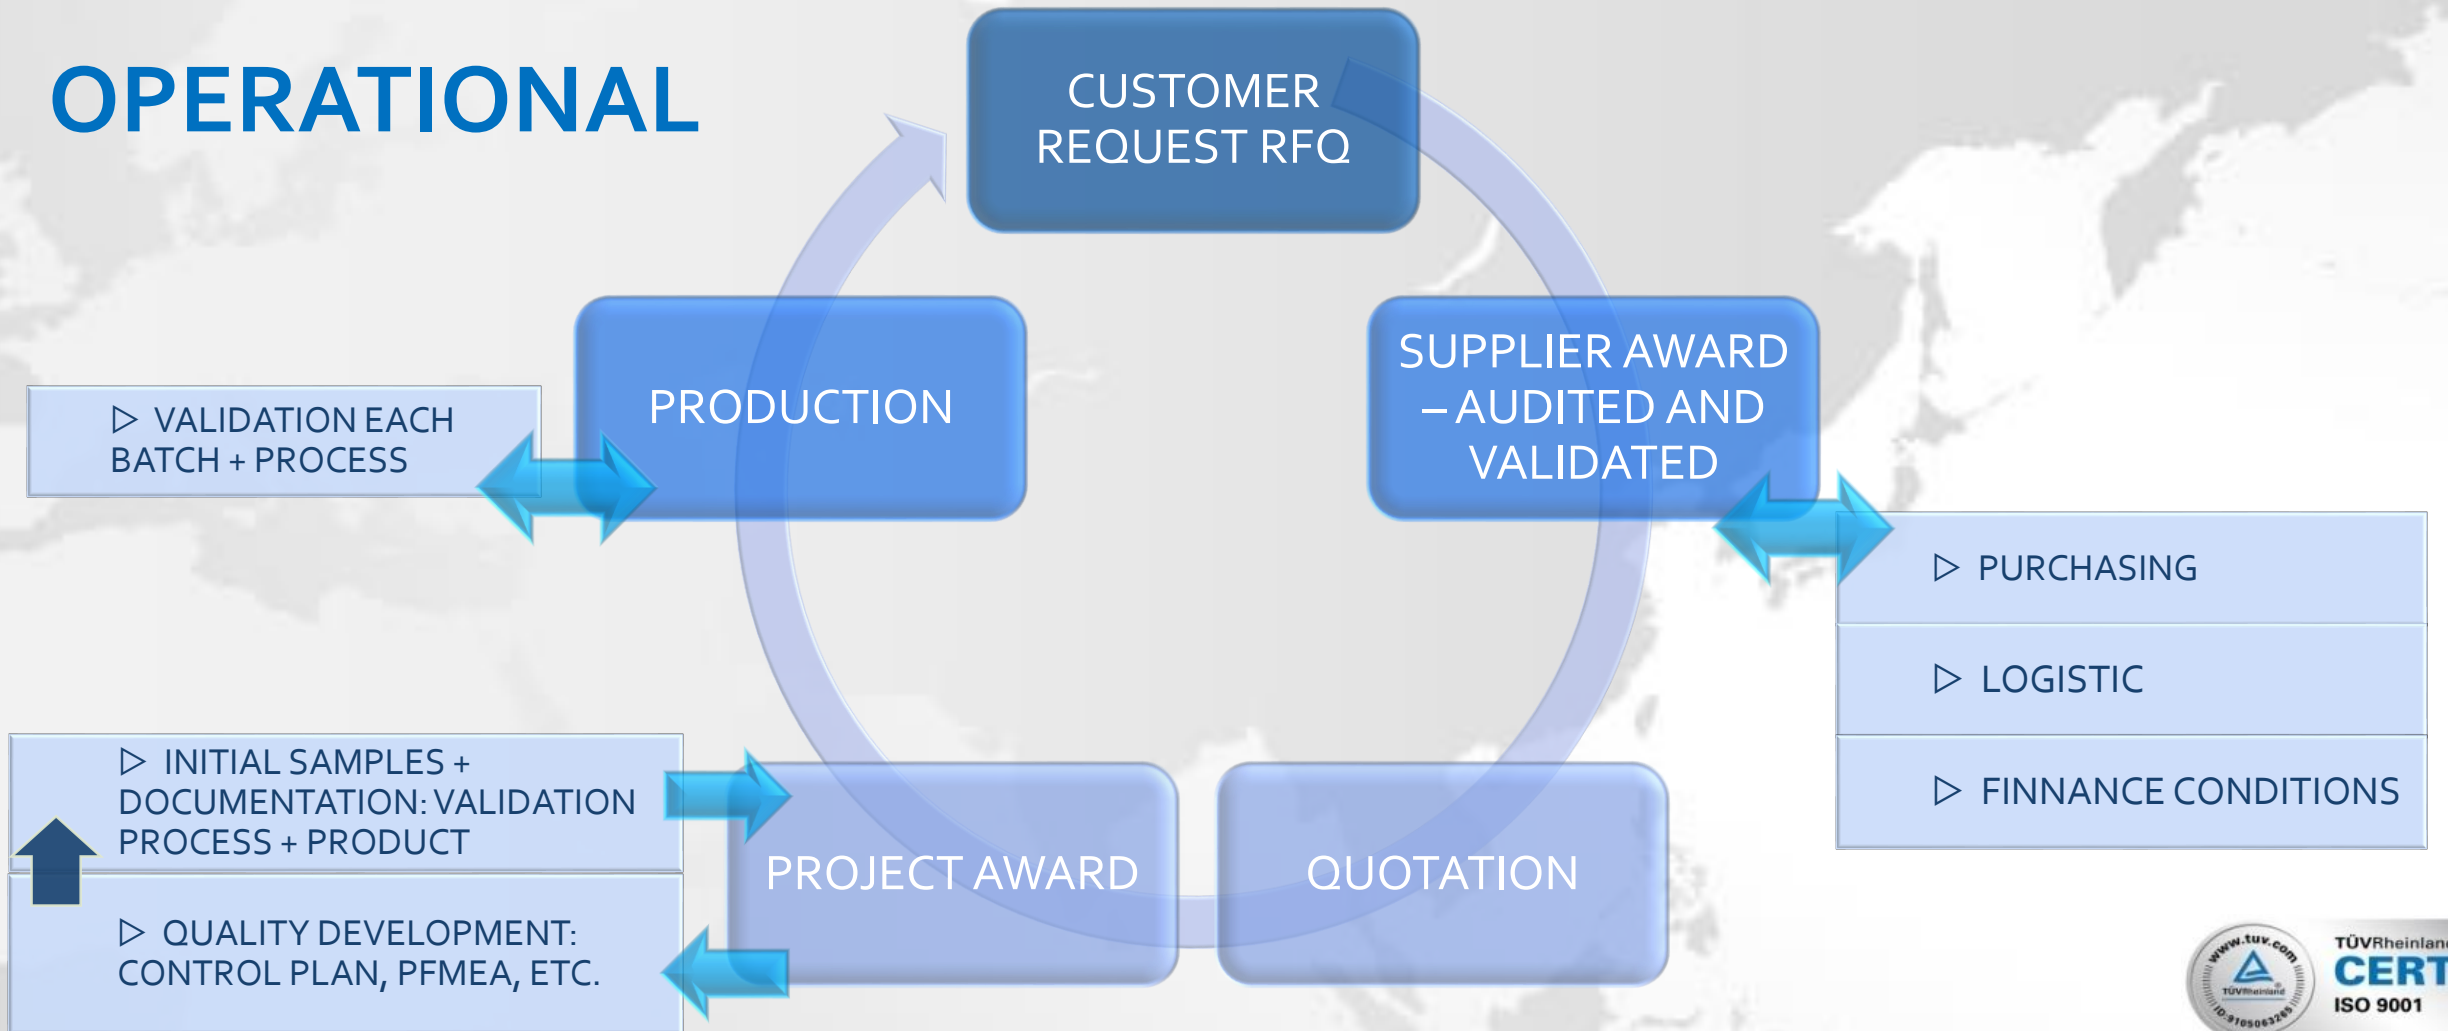 OPERATIONAL
CUSTOMER
REQUEST RFQ
SUPPLIER AWARD
– AUDITED AND
VALIDATED
▷ PURCHASING
▷ LOGISTIC
▷ FINNANCE CONDITIONS
QUOTATION
PROJECT AWARD
▷ INITIAL SAMPLES +
DOCUMENTATION: VALIDATION
PROCESS + PRODUCT
▷ QUALITY DEVELOPMENT:
CONTROL PLAN, PFMEA, ETC.
PRODUCTION
▷ VALIDATION EACH
BATCH + PROCESS
www.tuv.com
TÜVRheinland
TÜVRheinland
CERT
ISO 9001